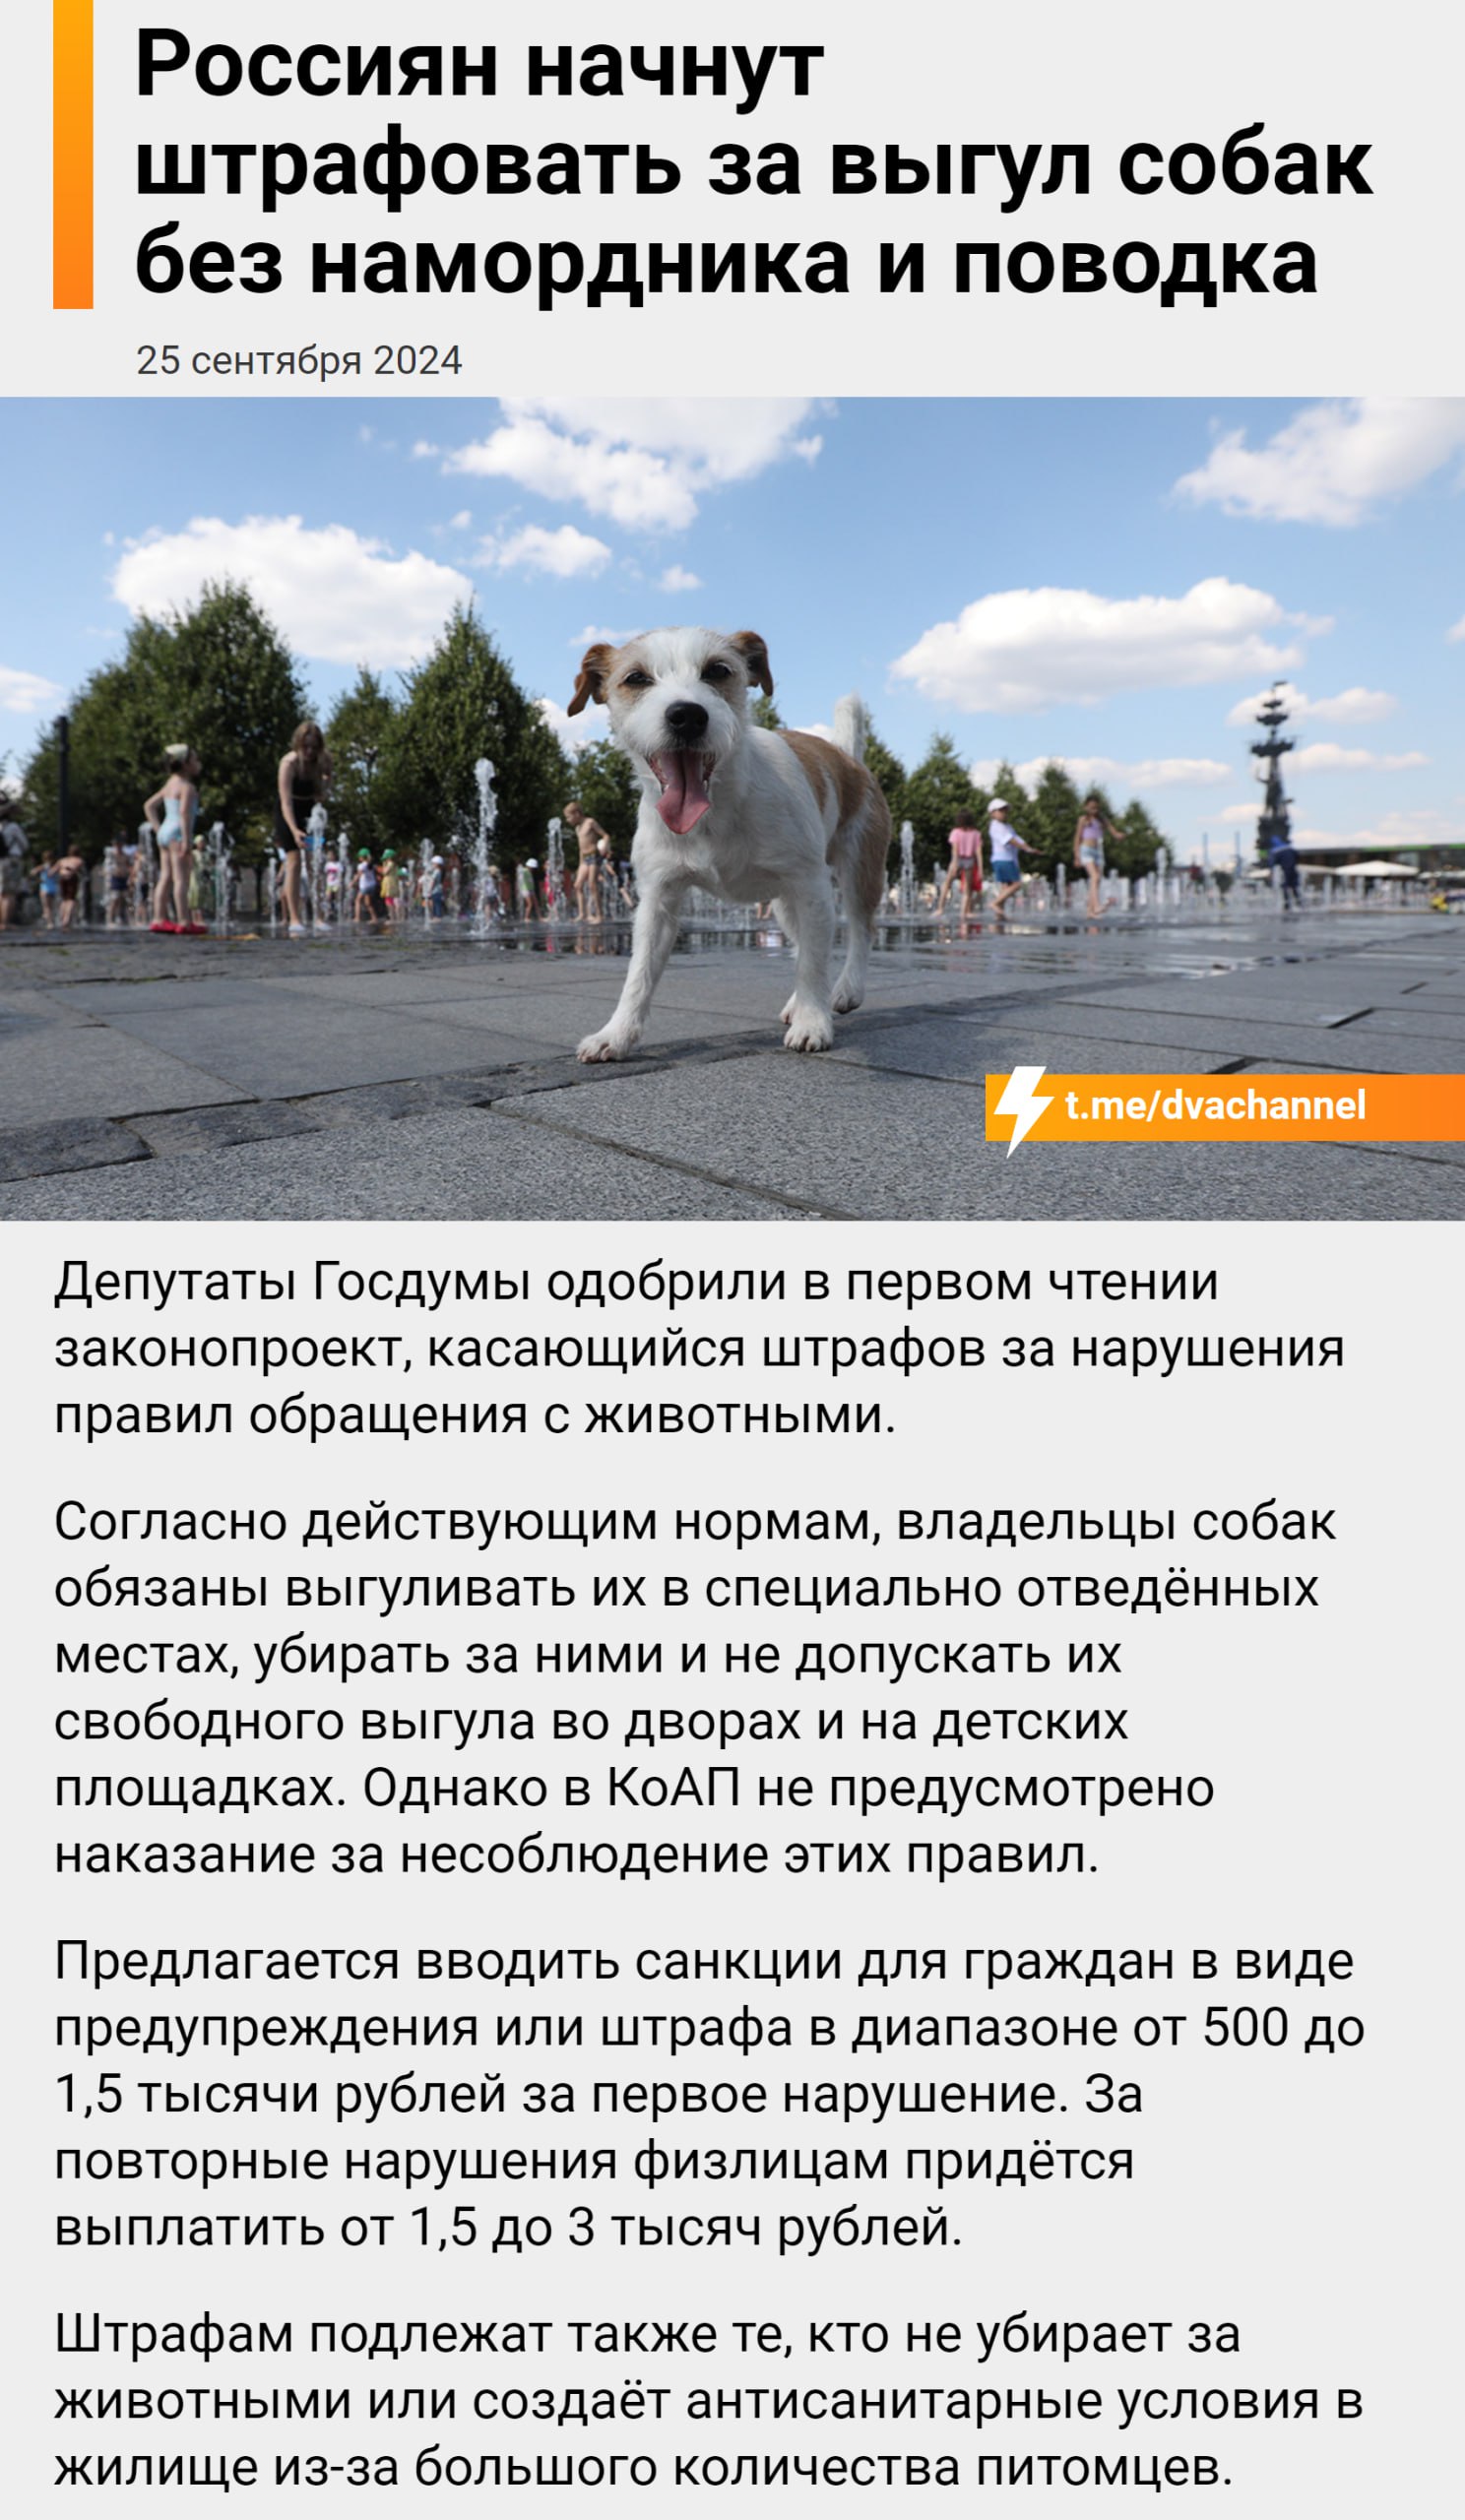 Россиян начнут
штрафовать за выгул собак
без намордника и поводка
25 сентября 2024
t.me/dvachannel
Депутаты Госдумы одобрили в первом чтении
законопроект, касающийся штрафов за нарушения
правил обращения с животными.
Согласно действующим нормам, владельцы собак
обязаны выгуливать их в специально отведённых
местах, убирать за ними и не допускать их
свободного выгула во дворах и на детских
площадках. Однако в КоАП не предусмотрено
наказание за несоблюдение этих правил.
Предлагается вводить санкции для граждан в виде
предупреждения или штрафа в диапазоне от 500 до
1,5 тысячи рублей за первое нарушение. За
повторные нарушения физлицам придётся
выплатить от 1,5 до 3 тысяч рублей.
Штрафам подлежат также те, кто не убирает за
животными или создаёт антисанитарные условия в
жилище из-за большого количества питомцев.